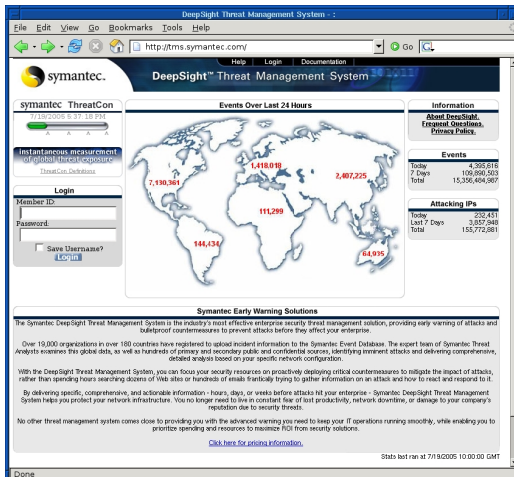 DeepSight Threat Management System - :
File Edit View Go Bookmarks Tools Help
http://tms.symantec.com/
Go
Help Login Documentation
symantec.
DeepSight™ Threat Management System
symantec ThreatCon
7/19/2005 5:37:18 PM
instantaneous measurement
of global threat exposure
ThreatCon Definitions
Login
Member ID:
Password:
Save Username?
Login
Events Over Last 24 Hours
7,130,361
1,418,018
2,407,225
111,299
144,434
64,935
Information
About DeepSight.
Frequent Questions.
Privacy Policy.
Events
Today 4,395,616
7 Days 109,890,503
Total 15,356,484,987
Attacking IPs
Today 232,451
Last 7 Days 4,857,948
Total 155,772,881
Symantec Early Warning Solutions
The Symantec DeepSight Threat Management System is the industry's most effective enterprise security threat management solution, providing early warning of attacks and
bulletproof countermeasures to prevent attacks before they affect your enterprise.
Over 19,000 organizations in over 180 countries have registered to upload incident information to the Symantec Event Database. The expert team of Symantec Threat
Analysts examines this global data, as well as hundreds of primary and secondary public and confidential sources, identifying imminent attacks and delivering comprehensive,
detailed analysis based on your specific network configuration.
With the DeepSight Threat Management System, you can focus your security resources on proactively deploying critical countermeasures to mitigate the impact of attacks,
rather than spending hours searching dozens of Web sites or hundreds of emails frantically trying to gather information on an attack and how to react and respond to it.
By delivering specific, comprehensive, and actionable information - hours, days, or weeks before attacks hit your enterprise - Symantec DeepSight Threat Management
System helps you protect your network infrastructure. You no longer need to live in constant fear of lost productivity, network downtime, or damage to your company's
reputation due to security threats.
No other threat management system comes close to providing you with the advanced warning you need to keep your IT operations running smoothly, while enabling you to
prioritize spending and resources to maximize ROI from security solutions.
Click here for pricing information.
Stats last ran at 7/19/2005 10:00:00 GMT
Done